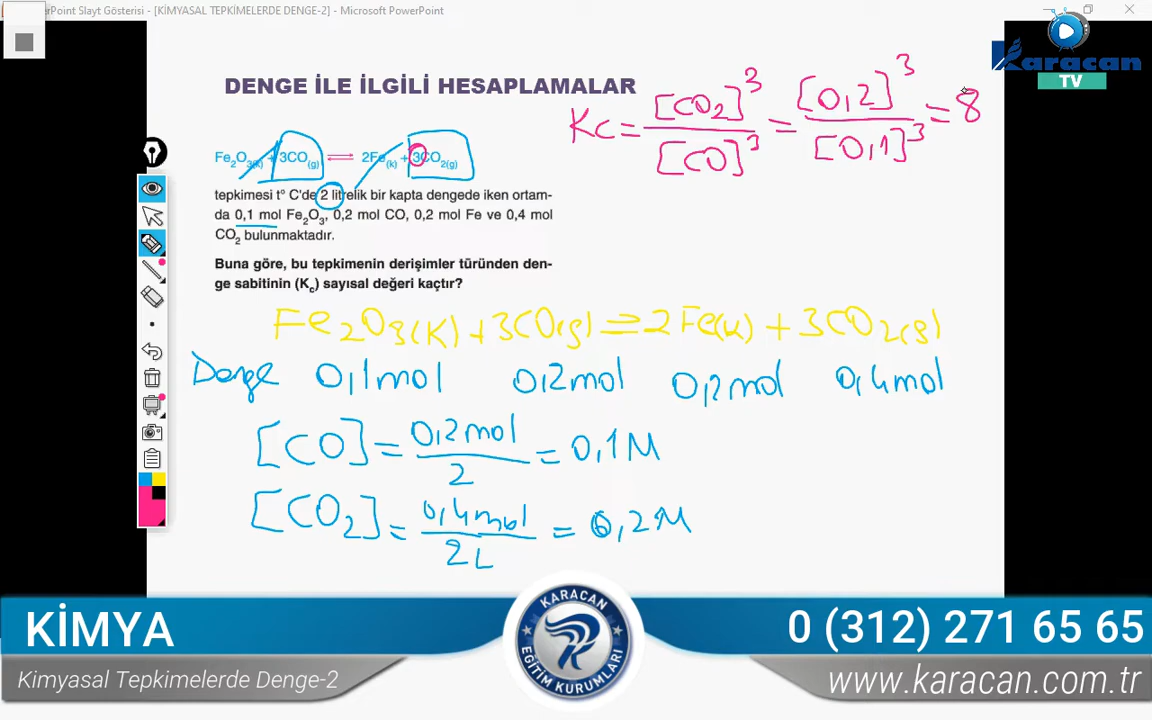 PowerPoint Slayt Gösterisi - [KİMYASAL TEPKİMELERDE DENGE-2] - Microsoft PowerPoint
Karacan
TV
DENGE İLE İLGİLİ HESAPLAMALAR
Kc = [CO2]^3 / [CO]^3 = [0,2]^3 / [0,1]^3 = 8
Fe2O3(k) + 3CO(g) ⇌ 2Fe(k) + 3CO2(g)
tepkimesi t° C'de 2 litrelik bir kapta dengede iken ortam-
da 0,1 mol Fe2O3, 0,2 mol CO, 0,2 mol Fe ve 0,4 mol
CO2 bulunmaktadır.
Buna göre, bu tepkimenin derişimler türünden den-
ge sabitinin (Kc) sayısal değeri kaçtır?
Fe2O3(k) + 3CO(g) ⇌ 2Fe(k) + 3CO2(g)
Denge 0,1mol 0,2mol 0,2mol 0,4mol
[CO] = 0,2mol / 2 = 0,1M
[CO2] = 0,4mol / 2L = 0,2M
KİMYA
KARACAN
EĞİTİM KURUMLARI
0 (312) 271 65 65
Kimyasal Tepkimelerde Denge-2
www.karacan.com.tr